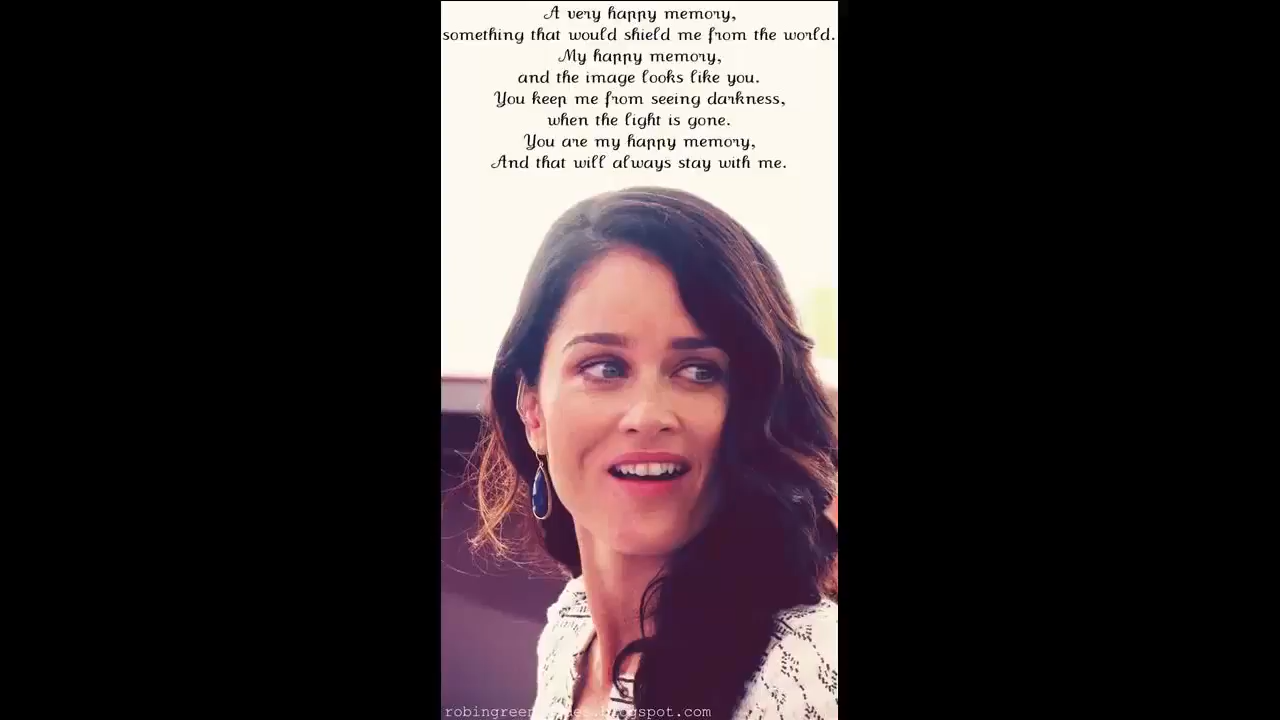 A very happy memory,
something that would shield me from the world.
My happy memory,
and the image looks like you.
You keep me from seeing darkness,
when the light is gone.
You are my happy memory,
And that will always stay with me.